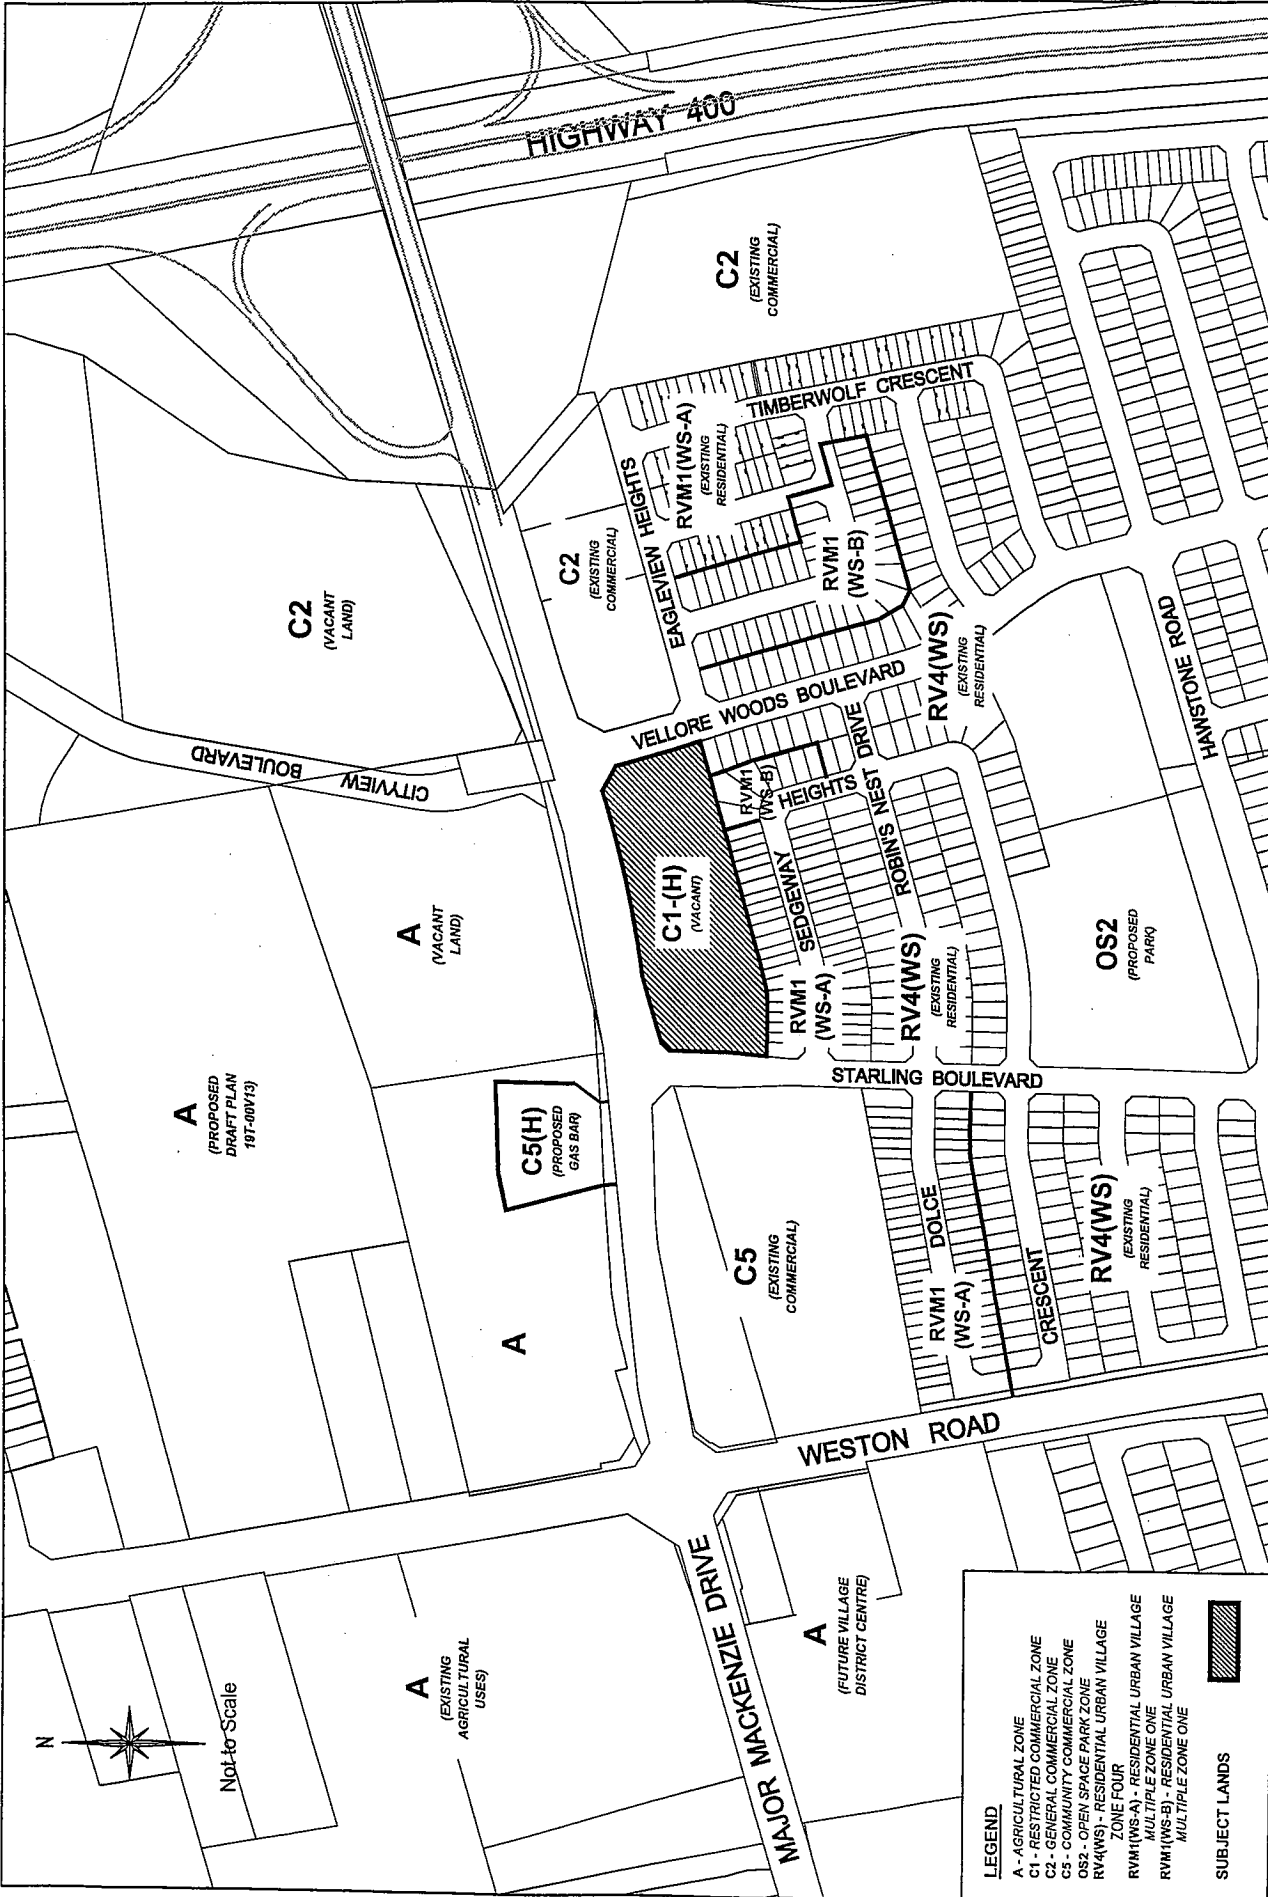 N
Not to Scale
A
(EXISTING
AGRICULTURAL
USES)
A
(PROPOSED
DRAFT PLAN
19T-00V13)
A
(VACANT
LAND)
CITYVIEW
BOULEVARD
C2
(VACANT
LAND)
HIGHWAY 400
A
C5(H)
(PROPOSED
GAS BAR)
MAJOR MACKENZIE DRIVE
C1-(H)
(VACANT)
C2
(EXISTING
COMMERCIAL)
C2
(EXISTING
COMMERCIAL)
EAGLEVIEW HEIGHTS
VELLORE WOODS BOULEVARD
RVM1(WS-A)
(EXISTING
RESIDENTIAL)
TIMBERWOLF CRESCENT
RVM1
(WS-B)
RVM1
(WS-B)
SEDGEWAY
HEIGHTS
ROBIN'S NEST DRIVE
RVM1
(WS-A)
RV4(WS)
(EXISTING
RESIDENTIAL)
RV4(WS)
(EXISTING
RESIDENTIAL)
C5
(EXISTING
COMMERCIAL)
WESTON ROAD
STARLING BOULEVARD
RVM1
(WS-A)
DOLCE
CRESCENT
RV4(WS)
(EXISTING
RESIDENTIAL)
OS2
(PROPOSED
PARK)
HAWSTONE ROAD
A
(FUTURE VILLAGE
DISTRICT CENTRE)
LEGEND
A - AGRICULTURAL ZONE
C1 - RESTRICTED COMMERCIAL ZONE
C2 - GENERAL COMMERCIAL ZONE
C5 - COMMUNITY COMMERCIAL ZONE
OS2 - OPEN SPACE PARK ZONE
RV4(WS) - RESIDENTIAL URBAN VILLAGE
ZONE FOUR
RVM1(WS-A) - RESIDENTIAL URBAN VILLAGE
MULTIPLE ZONE ONE
RVM1(WS-B) - RESIDENTIAL URBAN VILLAGE
MULTIPLE ZONE ONE
SUBJECT LANDS